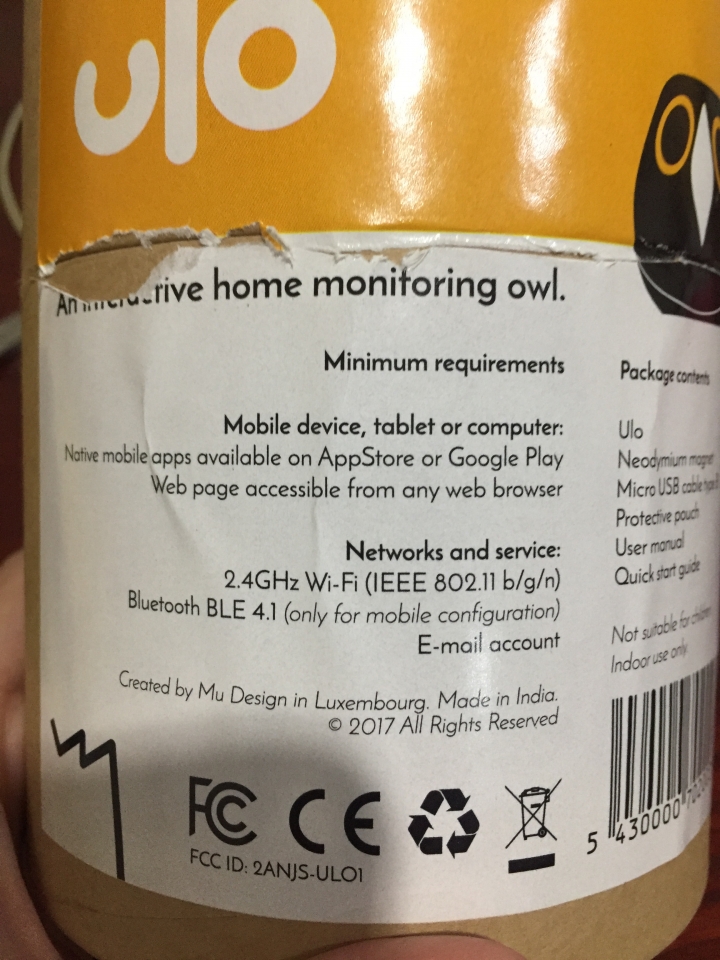 ulo
An interactive home monitoring owl.
Minimum requirements
Mobile device, tablet or computer:
Native mobile apps available on AppStore or Google Play
Web page accessible from any web browser
Networks and service:
2.4GHz Wi-Fi (IEEE 802.11 b/g/n)
Bluetooth BLE 4.1 (only for mobile configuration)
E-mail account
Created by Mu Design in Luxembourg. Made in India.
© 2017 All Rights Reserved
FC CE
FCC ID: 2ANJS-ULO1
Package contents
Ulo
Neodymium magnet
Micro USB cable type B
Protective pouch
User manual
Quick start guide
Not suitable for children
Indoor use only.
5 430000